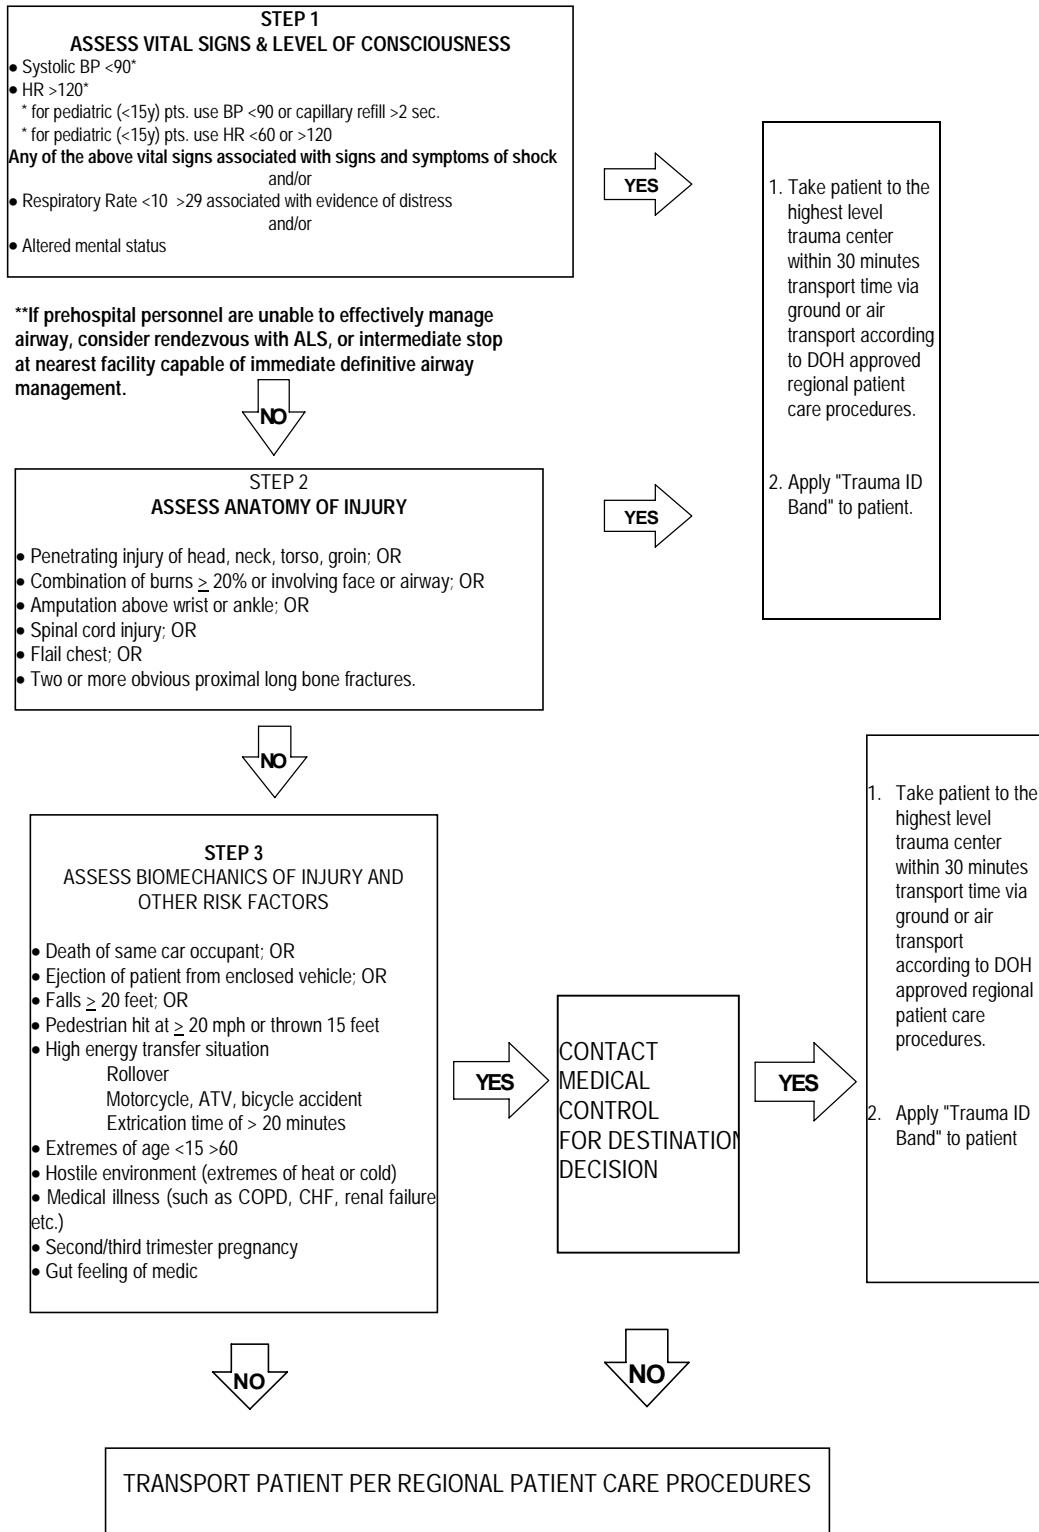 STEP 1
ASSESS VITAL SIGNS & LEVEL OF CONSCIOUSNESS
● Systolic BP <90*
● HR >120*
* for pediatric (<15y) pts. use BP <90 or capillary refill >2 sec.
* for pediatric (<15y) pts. use HR <60 or >120
Any of the above vital signs associated with signs and symptoms of shock
and/or
● Respiratory Rate <10 >29 associated with evidence of distress
and/or
● Altered mental status
YES
1. Take patient to the
highest level
trauma center
within 30 minutes
transport time via
ground or air
transport according
to DOH approved
regional patient
care procedures.
2. Apply "Trauma ID
Band" to patient.
**If prehospital personnel are unable to effectively manage
airway, consider rendezvous with ALS, or intermediate stop
at nearest facility capable of immediate definitive airway
management.
NO
STEP 2
ASSESS ANATOMY OF INJURY
● Penetrating injury of head, neck, torso, groin; OR
● Combination of burns ≥ 20% or involving face or airway; OR
● Amputation above wrist or ankle; OR
● Spinal cord injury; OR
● Flail chest; OR
● Two or more obvious proximal long bone fractures.
YES
NO
STEP 3
ASSESS BIOMECHANICS OF INJURY AND
OTHER RISK FACTORS
● Death of same car occupant; OR
● Ejection of patient from enclosed vehicle; OR
● Falls ≥ 20 feet; OR
● Pedestrian hit at ≥ 20 mph or thrown 15 feet
● High energy transfer situation
Rollover
Motorcycle, ATV, bicycle accident
Extrication time of > 20 minutes
● Extremes of age <15 >60
● Hostile environment (extremes of heat or cold)
● Medical illness (such as COPD, CHF, renal failure
etc.)
● Second/third trimester pregnancy
● Gut feeling of medic
YES
CONTACT
MEDICAL
CONTROL
FOR DESTINATION
DECISION
YES
1. Take patient to the
highest level
trauma center
within 30 minutes
transport time via
ground or air
transport
according to DOH
approved regional
patient care
procedures.
2. Apply "Trauma ID
Band" to patient
NO
NO
TRANSPORT PATIENT PER REGIONAL PATIENT CARE PROCEDURES